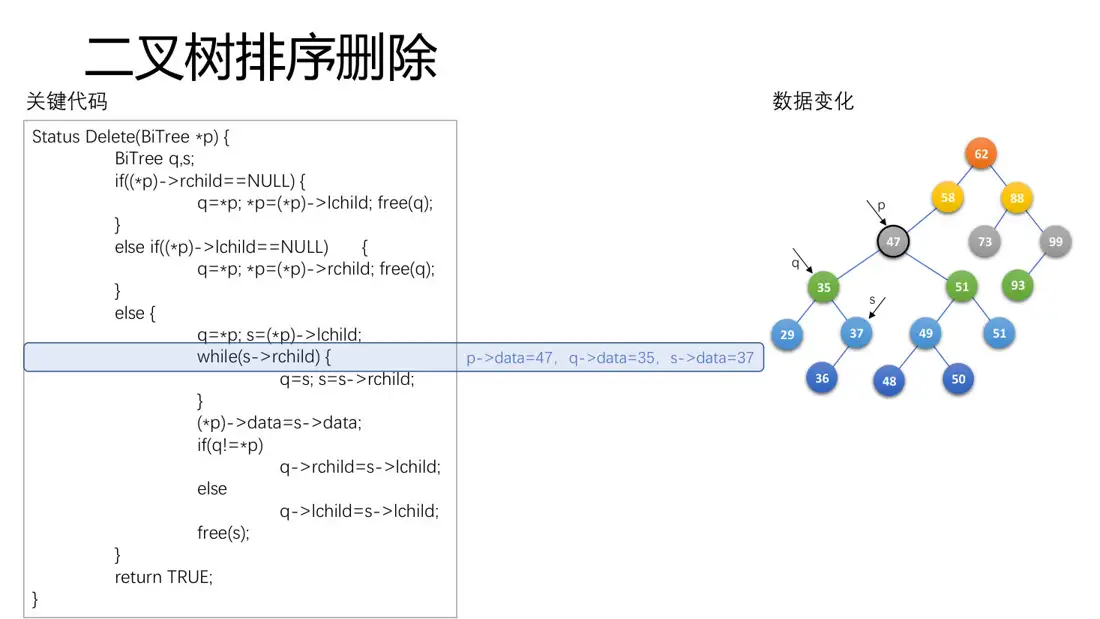 二叉树排序删除
关键代码
Status Delete(BiTree *p) {
BiTree q,s;
if((*p)->rchild==NULL) {
q=*p; *p=(*p)->lchild; free(q);
}
else if((*p)->lchild==NULL) {
q=*p; *p=(*p)->rchild; free(q);
}
else {
q=*p; s=(*p)->lchild;
while(s->rchild) { p->data=47, q->data=35, s->data=37
q=s; s=s->rchild;
}
(*p)->data=s->data;
if(q!=*p)
q->rchild=s->lchild;
else
q->lchild=s->lchild;
free(s);
}
return TRUE;
}
数据变化
62
58 88
p
47 73 99
q
35 51 93
s
29 37 49 51
36 48 50